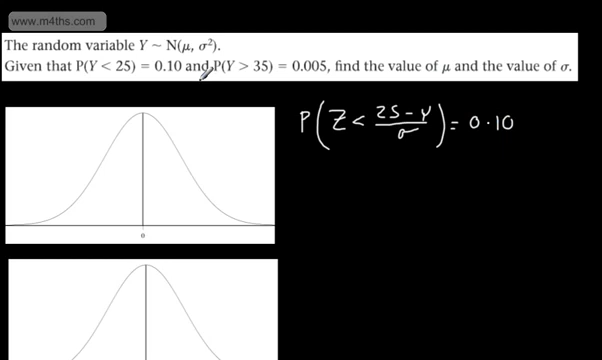 www.m4ths.com
The random variable Y ~ N(μ, σ²).
Given that P(Y < 25) = 0.10 and P(Y > 35) = 0.005, find the value of μ and the value of σ.
P(Z < (25 - μ)/σ) = 0.10
0